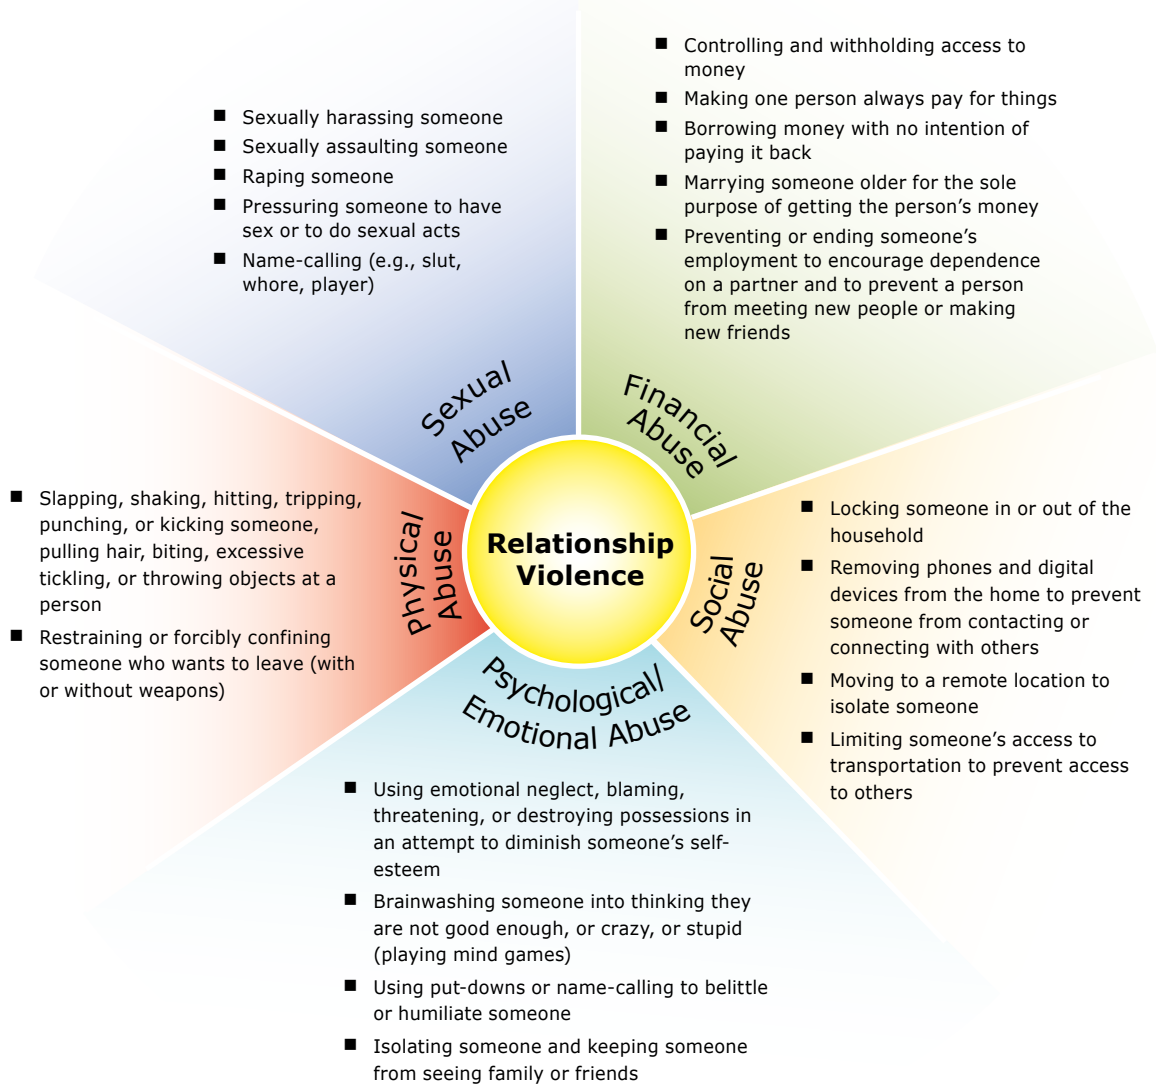 ■ Controlling and withholding access to
money
■ Making one person always pay for things
■ Borrowing money with no intention of
paying it back
■ Marrying someone older for the sole
purpose of getting the person’s money
■ Preventing or ending someone’s
employment to encourage dependence
on a partner and to prevent a person
from meeting new people or making
new friends
■ Sexually harassing someone
■ Sexually assaulting someone
■ Raping someone
■ Pressuring someone to have
sex or to do sexual acts
■ Name-calling (e.g., slut,
whore, player)
Sexual
Abuse
Financial
Abuse
■ Slapping, shaking, hitting, tripping,
punching, or kicking someone,
pulling hair, biting, excessive
tickling, or throwing objects at a
person
■ Restraining or forcibly confining
someone who wants to leave (with
or without weapons)
Physical
Abuse
Relationship
Violence
Social
Abuse
■ Locking someone in or out of the
household
■ Removing phones and digital
devices from the home to prevent
someone from contacting or
connecting with others
■ Moving to a remote location to
isolate someone
■ Limiting someone’s access to
transportation to prevent access
to others
Psychological/
Emotional Abuse
■ Using emotional neglect, blaming,
threatening, or destroying possessions in
an attempt to diminish someone’s self-
esteem
■ Brainwashing someone into thinking they
are not good enough, or crazy, or stupid
(playing mind games)
■ Using put-downs or name-calling to belittle
or humiliate someone
■ Isolating someone and keeping someone
from seeing family or friends